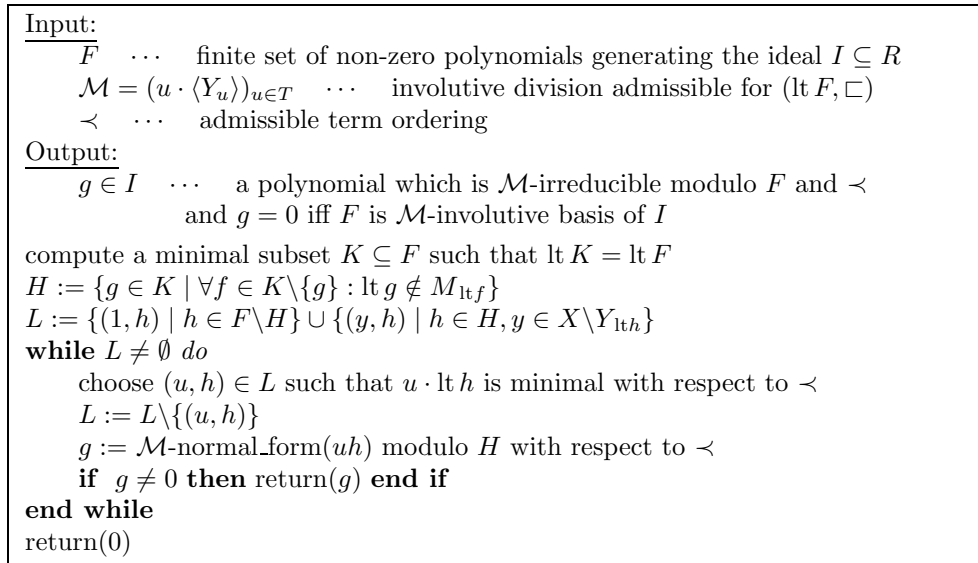 Input:
F ··· finite set of non-zero polynomials generating the ideal I ⊆ R
ℳ = (u · ⟨Y_u⟩)_{u∈T} ··· involutive division admissible for (lt F, ⊏)
≺ ··· admissible term ordering
Output:
g ∈ I ··· a polynomial which is ℳ-irreducible modulo F and ≺
and g = 0 iff F is ℳ-involutive basis of I
compute a minimal subset K ⊆ F such that lt K = lt F
H := {g ∈ K | ∀f ∈ K\{g} : lt g ∉ M_{lt f}}
L := {(1, h) | h ∈ F\H} ∪ {(y, h) | h ∈ H, y ∈ X\Y_{lt h}}
while L ≠ ∅ do
choose (u, h) ∈ L such that u · lt h is minimal with respect to ≺
L := L\{(u, h)}
g := ℳ-normal_form(uh) modulo H with respect to ≺
if g ≠ 0 then return(g) end if
end while
return(0)